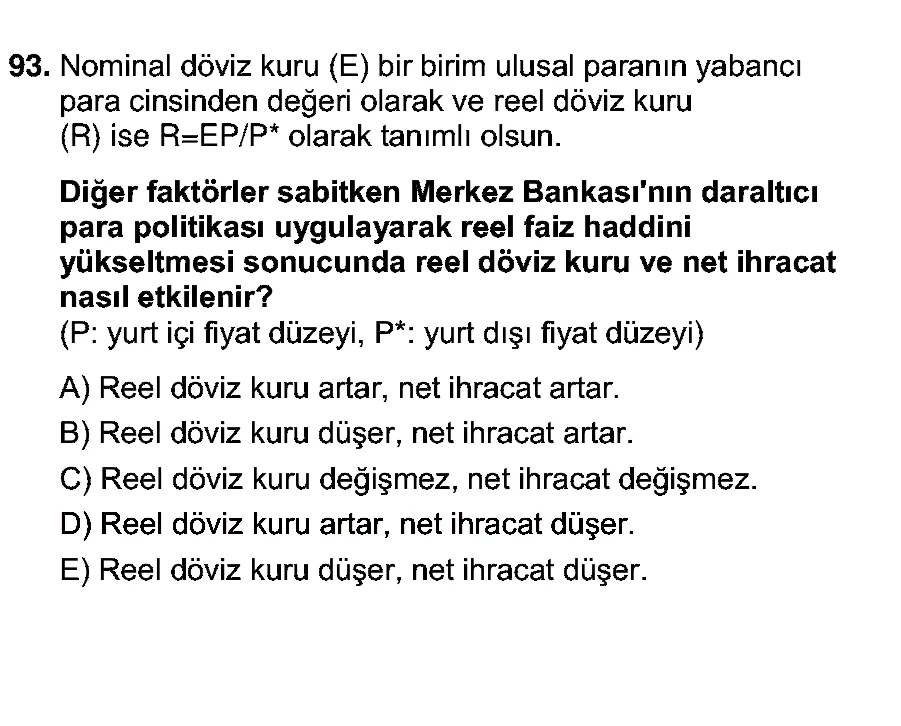 93. Nominal döviz kuru (E) bir birim ulusal paranın yabancı
para cinsinden değeri olarak ve reel döviz kuru
(R) ise R=EP/P* olarak tanımlı olsun.
Diğer faktörler sabitken Merkez Bankası'nın daraltıcı
para politikası uygulayarak reel faiz haddini
yükseltmesi sonucunda reel döviz kuru ve net ihracat
nasıl etkilenir?
(P: yurt içi fiyat düzeyi, P*: yurt dışı fiyat düzeyi)
A) Reel döviz kuru artar, net ihracat artar.
B) Reel döviz kuru düşer, net ihracat artar.
C) Reel döviz kuru değişmez, net ihracat değişmez.
D) Reel döviz kuru artar, net ihracat düşer.
E) Reel döviz kuru düşer, net ihracat düşer.